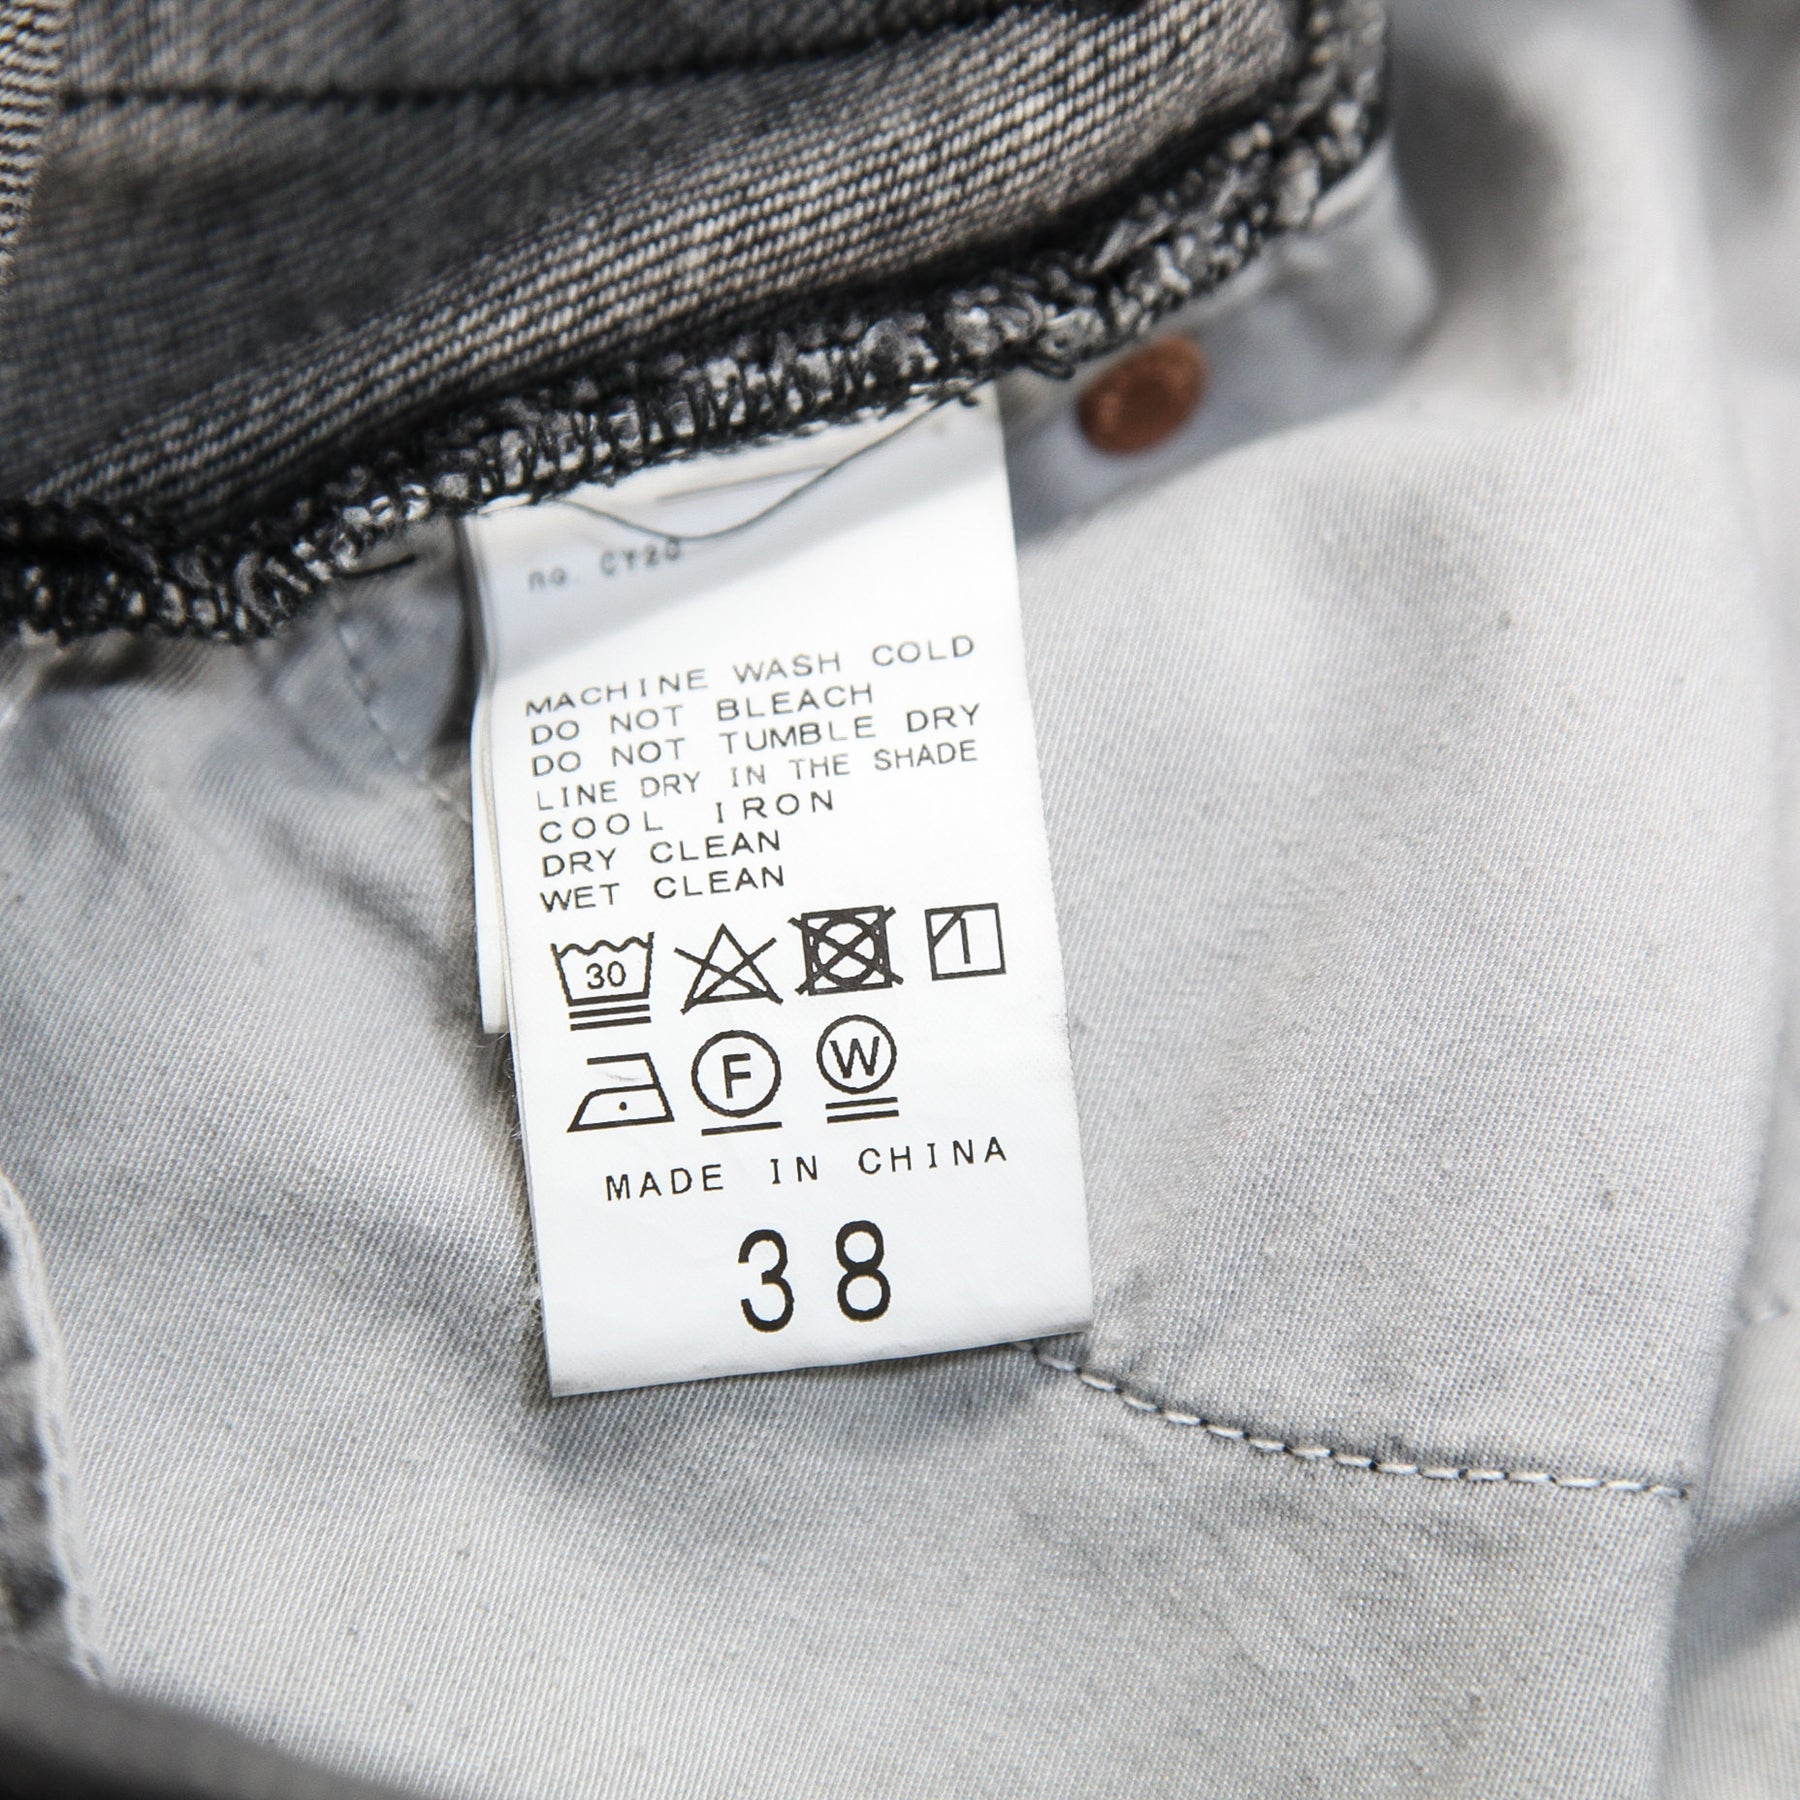 no. CY20
MACHINE WASH COLD
DO NOT BLEACH
DO NOT TUMBLE DRY
LINE DRY IN THE SHADE
COOL IRON
DRY CLEAN
WET CLEAN
30
F W
MADE IN CHINA
38